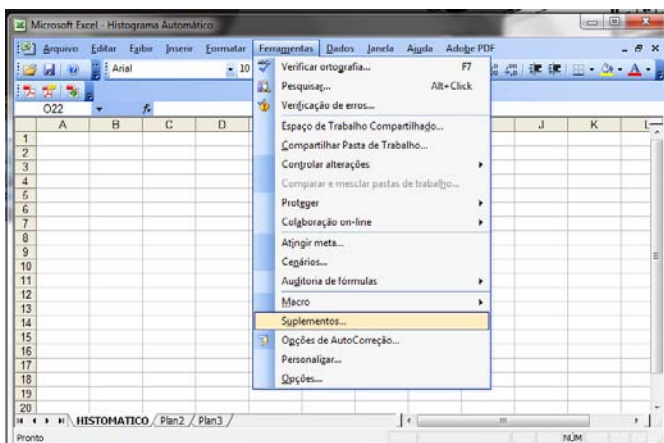 Microsoft Excel - Histograma Automático
Arquivo Editar Exibir Inserir Formatar Ferramentas Dados Janela Ajuda Adobe PDF
Arial 10
O22 fx
A B C D J K L
1
2
3
4
5
6
7
8
9
10
11
12
13
14
15
16
17
18
19
20
Verificar ortografia... F7
Pesquisar... Alt+Click
Verificação de erros...
Espaço de Trabalho Compartilhado...
Compartilhar Pasta de Trabalho...
Controlar alterações
Comparar e mesclar pastas de trabalho...
Proteger
Colaboração on-line
Atingir meta...
Cenários...
Auditoria de fórmulas
Macro
Suplementos...
Opções de AutoCorreção...
Personalizar...
Opções...
HISTOMATICO Plan2 Plan3
Pronto NÚM